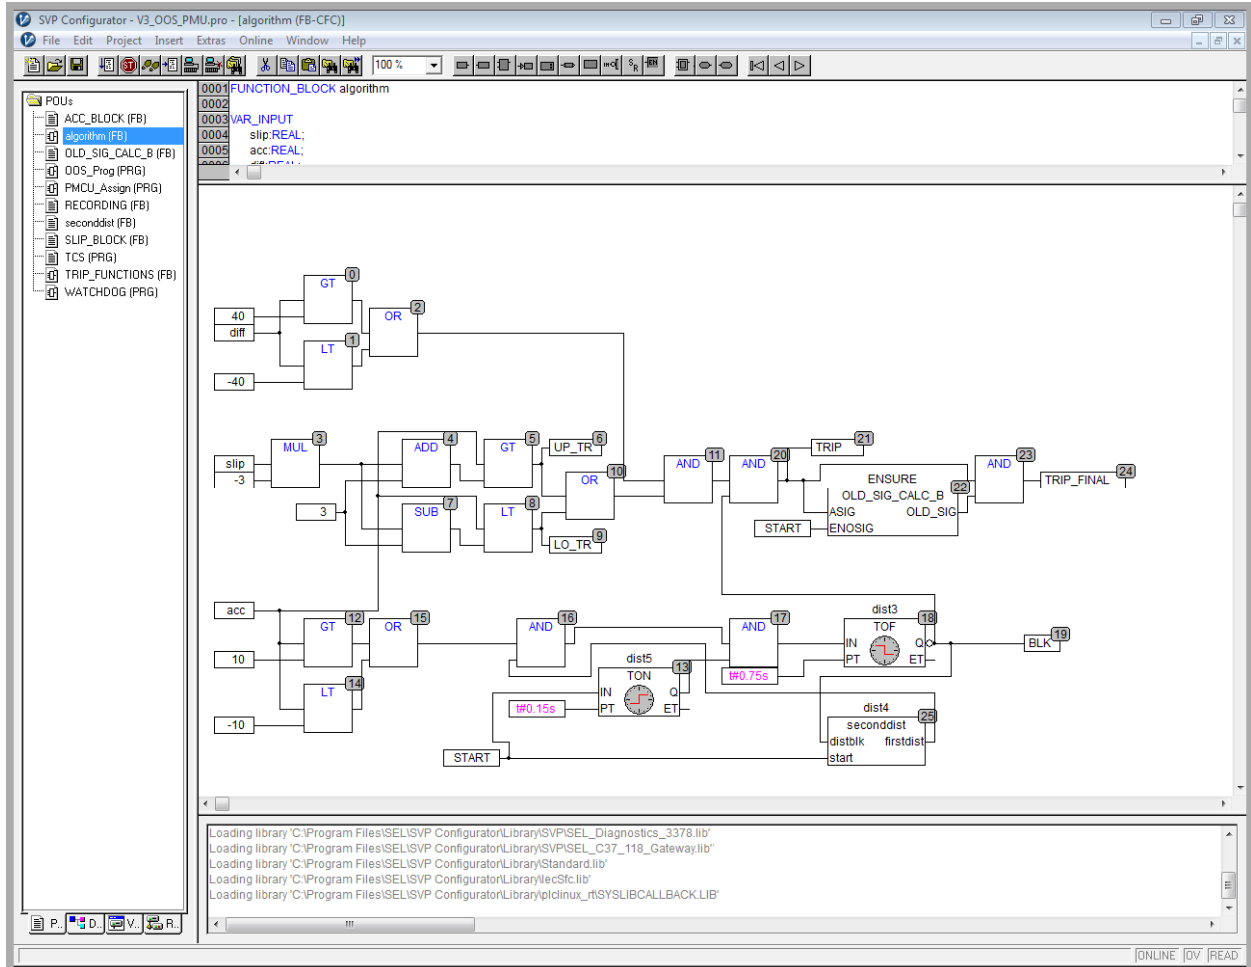 SVP Configurator - V3_OOS_PMU.pro - [algorithm (FB-CFC)]
File Edit Project Insert Extras Online Window Help
100 %
POUs
ACC_BLOCK (FB)
algorithm (FB)
OLD_SIG_CALC_B (FB)
OOS_Prog (PRG)
PMCU_Assign (PRG)
RECORDING (FB)
seconddist (FB)
SLIP_BLOCK (FB)
TCS (PRG)
TRIP_FUNCTIONS (FB)
WATCHDOG (PRG)
P.. D.. V.. R..
0001 FUNCTION_BLOCK algorithm
0002
0003 VAR_INPUT
0004 slip:REAL;
0005 acc:REAL;
0006 diff:REAL;
0
GT
2
40
OR
diff
1
LT
-40
3
MUL
4
ADD
5
GT
6
UP_TR
slip
-3
10
OR
11
AND
20
AND
21
TRIP
ENSURE
OLD_SIG_CALC_B
22
ASIG OLD_SIG
START
ENOSIG
23
AND
24
TRIP_FINAL
3
7
SUB
8
LT
9
LO_TR
acc
12
GT
15
OR
16
AND
17
AND
dist3
18
TOF
IN Q
PT ET
19
BLK
10
14
LT
-10
dist5
13
TON
IN Q
PT ET
t#0.15s
t#0.75s
dist4
25
seconddist
distblk firstdist
start
START
Loading library 'C:\Program Files\SEL\SVP Configurator\Library\SVP\SEL_Diagnostics_3378.lib'
Loading library 'C:\Program Files\SEL\SVP Configurator\Library\SVP\SEL_C37_118_Gateway.lib''
Loading library 'C:\Program Files\SEL\SVP Configurator\Library\Standard.lib'
Loading library 'C:\Program Files\SEL\SVP Configurator\Library\IecSfc.lib'
Loading library 'C:\Program Files\SEL\SVP Configurator\Library\plclinux_rt\SYSLIBCALLBACK.LIB'
ONLINE OV READ